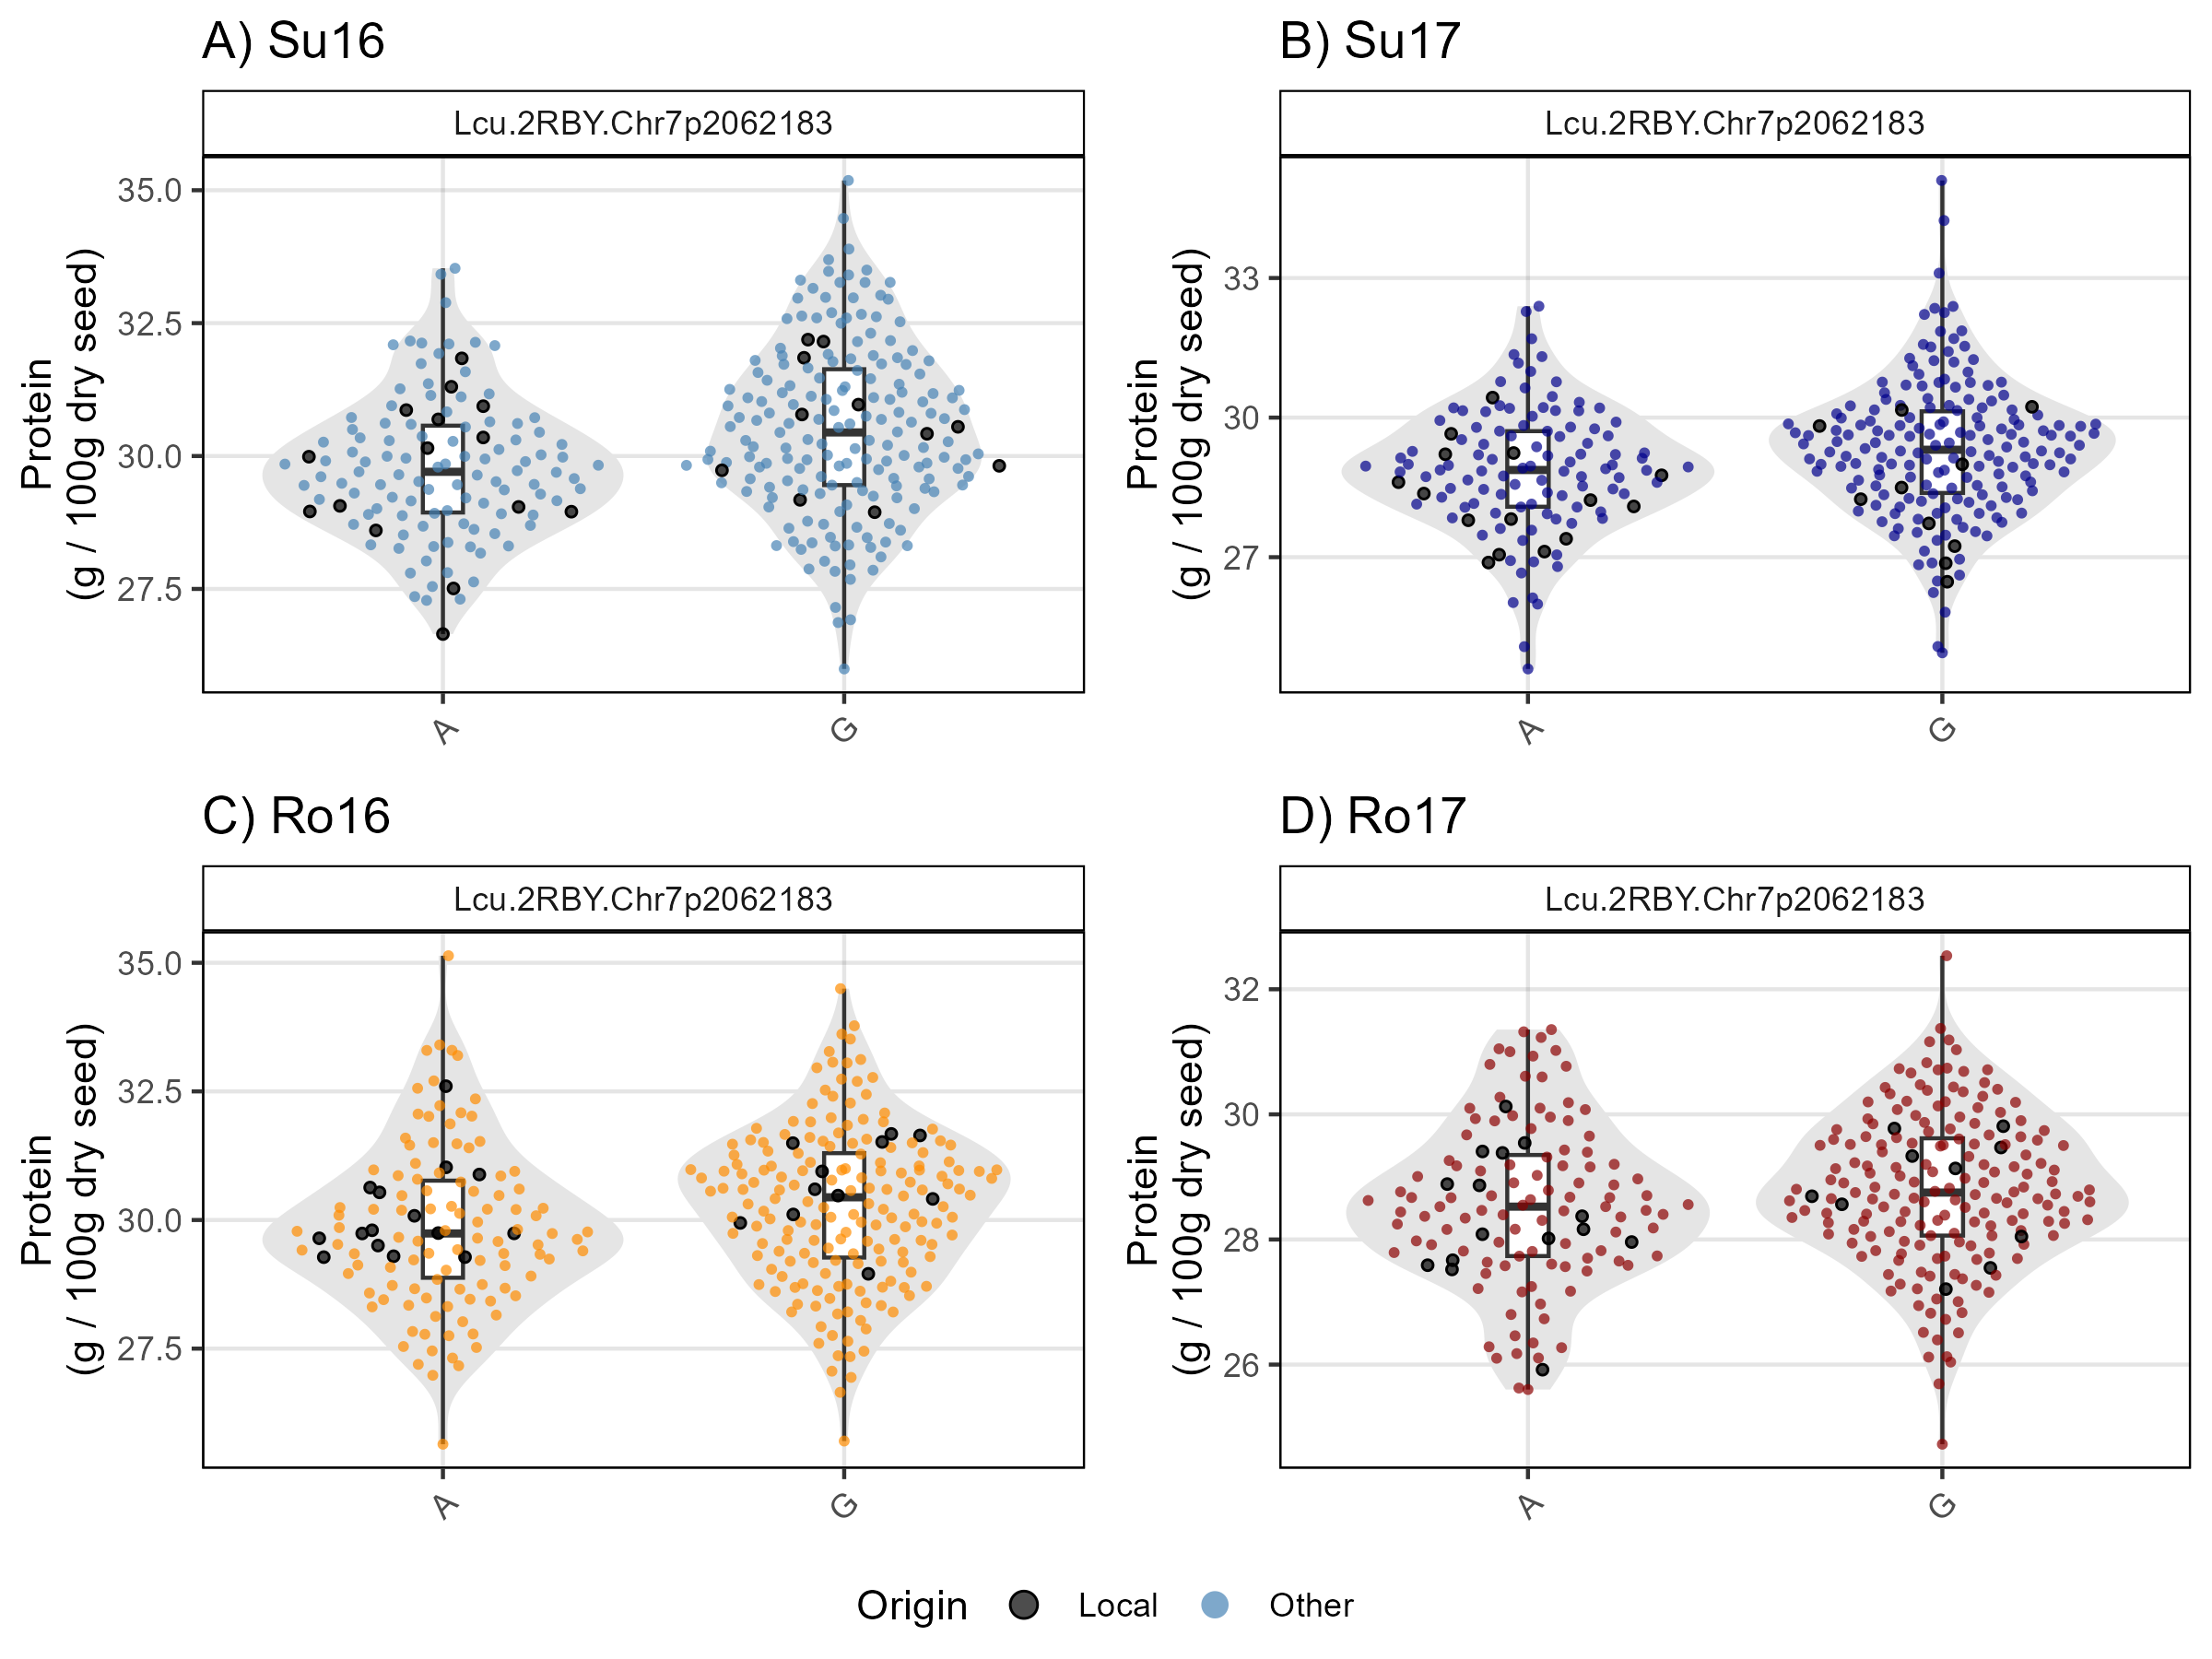 A) Su16
Lcu.2RBY.Chr7p2062183
Protein
(g / 100g dry seed)
35.0
32.5
30.0
27.5
A
G
B) Su17
Lcu.2RBY.Chr7p2062183
Protein
(g / 100g dry seed)
33
30
27
A
G
C) Ro16
Lcu.2RBY.Chr7p2062183
Protein
(g / 100g dry seed)
35.0
32.5
30.0
27.5
A
G
D) Ro17
Lcu.2RBY.Chr7p2062183
Protein
(g / 100g dry seed)
32
30
28
26
A
G
Origin Local Other